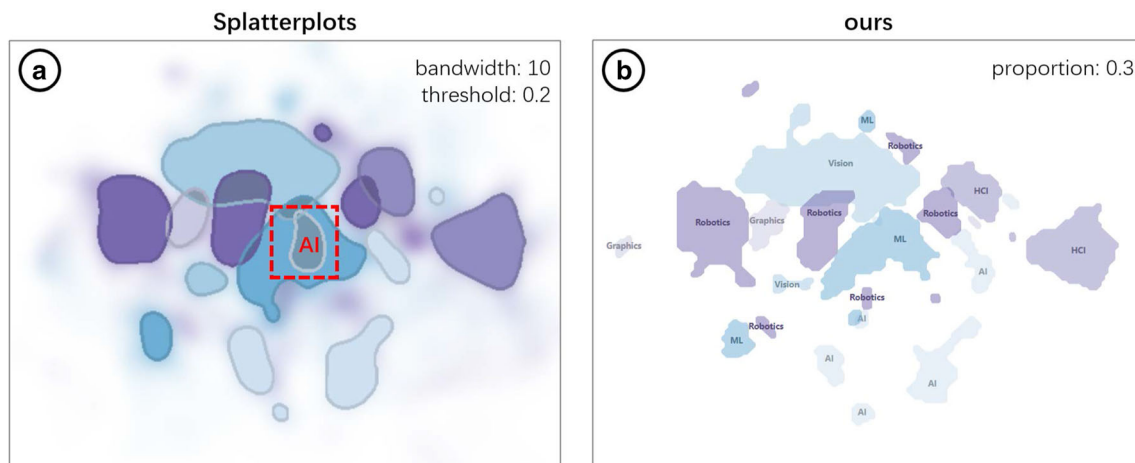 Splatterplots
ours
a
bandwidth: 10
threshold: 0.2
AI
b
proportion: 0.3
ML
Robotics
Vision
HCI
Robotics
Graphics
Robotics
Robotics
Graphics
ML
HCI
AI
Vision
Robotics
AI
Robotics
ML
AI
AI
AI